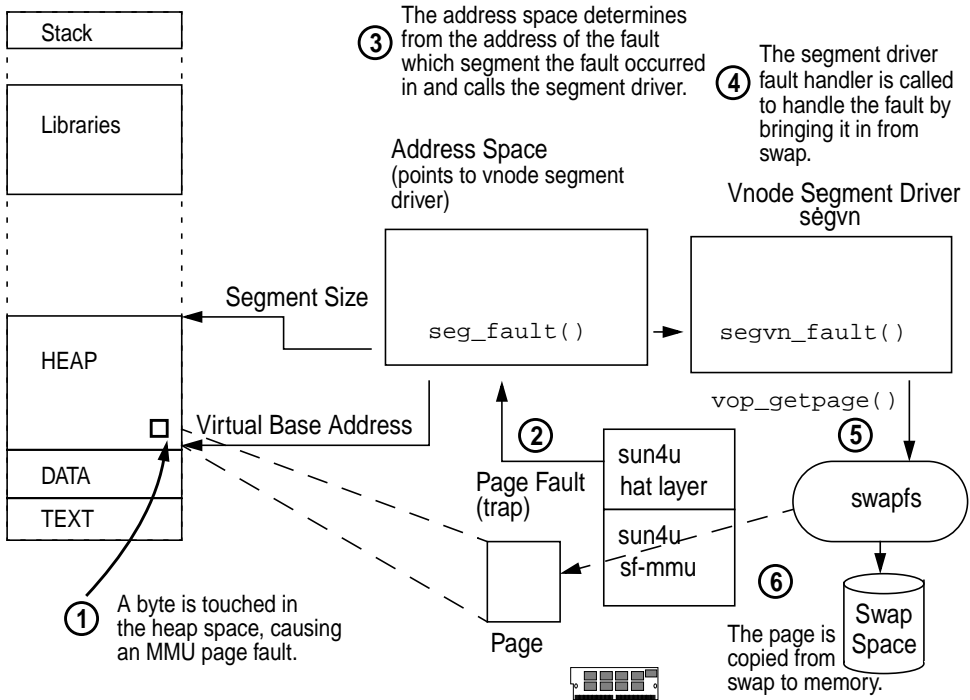 Stack
Libraries
HEAP
DATA
TEXT
3
The address space determines
from the address of the fault
which segment the fault occurred
in and calls the segment driver.
4
The segment driver
fault handler is called
to handle the fault by
bringing it in from
swap.
Address Space
(points to vnode segment
driver)
Vnode Segment Driver
segvn
Segment Size
seg_fault()
segvn_fault()
vop_getpage()
Virtual Base Address
2
Page Fault
(trap)
sun4u
hat layer
sun4u
sf-mmu
5
swapfs
1
A byte is touched in
the heap space, causing
an MMU page fault.
Page
6
The page is
copied from
swap to memory.
Swap
Space